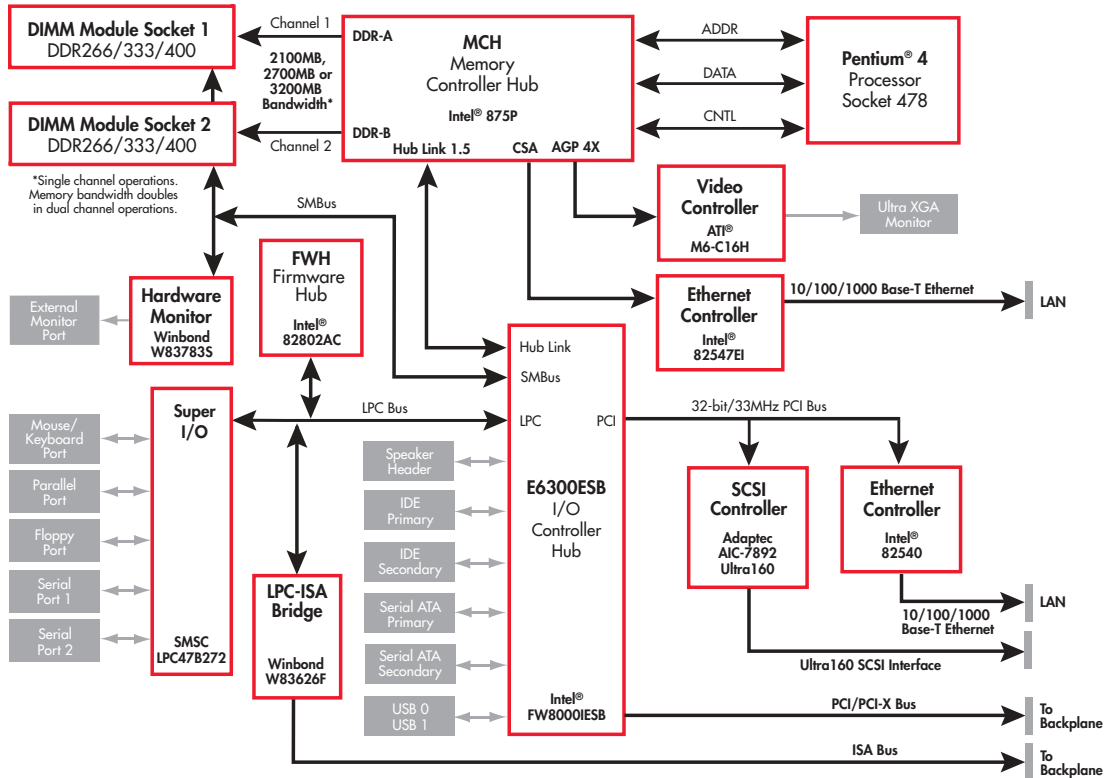 DIMM Module Socket 1
DDR266/333/400
Channel 1
DDR-A
2100MB,
2700MB or
3200MB
Bandwidth*
DIMM Module Socket 2
DDR266/333/400
Channel 2
DDR-B
*Single channel operations.
Memory bandwidth doubles
in dual channel operations.
MCH
Memory
Controller Hub
Intel® 875P
Hub Link 1.5
CSA
AGP 4X
ADDR
DATA
CNTL
Pentium® 4
Processor
Socket 478
Video
Controller
ATI®
M6-C16H
Ultra XGA
Monitor
SMBus
FWH
Firmware
Hub
Intel®
82802AC
Hardware
Monitor
Winbond
W83783S
External
Monitor
Port
Ethernet
Controller
Intel®
82547EI
10/100/1000 Base-T Ethernet
LAN
Super
I/O
SMSC
LPC47B272
Mouse/
Keyboard
Port
Parallel
Port
Floppy
Port
Serial
Port 1
Serial
Port 2
LPC Bus
LPC-ISA
Bridge
Winbond
W83626F
Speaker
Header
IDE
Primary
IDE
Secondary
Serial ATA
Primary
Serial ATA
Secondary
USB 0
USB 1
Hub Link
SMBus
LPC
PCI
E6300ESB
I/O
Controller
Hub
Intel®
FW8000IESB
32-bit/33MHz PCI Bus
SCSI
Controller
Adaptec
AIC-7892
Ultra160
Ethernet
Controller
Intel®
82540
10/100/1000
Base-T Ethernet
LAN
Ultra160 SCSI Interface
PCI/PCI-X Bus
To
Backplane
ISA Bus
To
Backplane